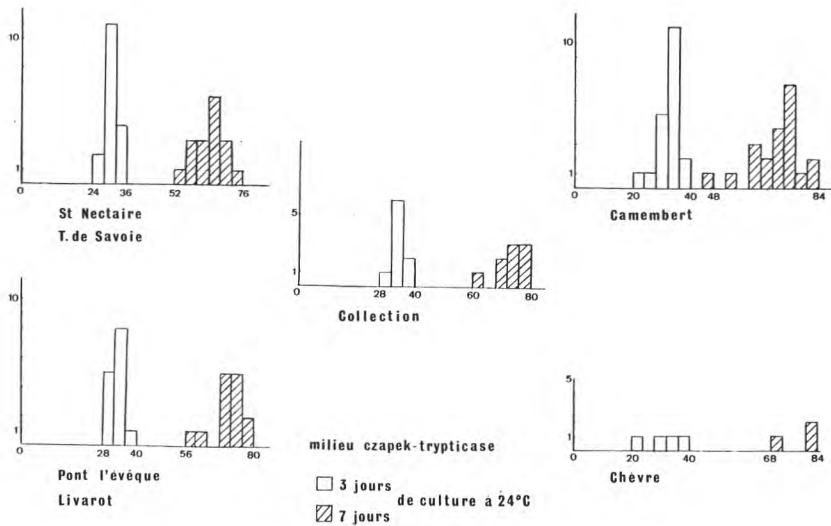 10
1
0 24 36 52 76
St Nectaire
T. de Savoie
10
1
0 20 40 48 84
Camembert
5
1
0 28 40 60 80
Collection
10
1
0 28 40 56 80
Pont l'évêque
Livarot
milieu czapek-trypticase
3 jours
de culture à 24°C
7 jours
5
1
0 20 40 68 84
Chèvre